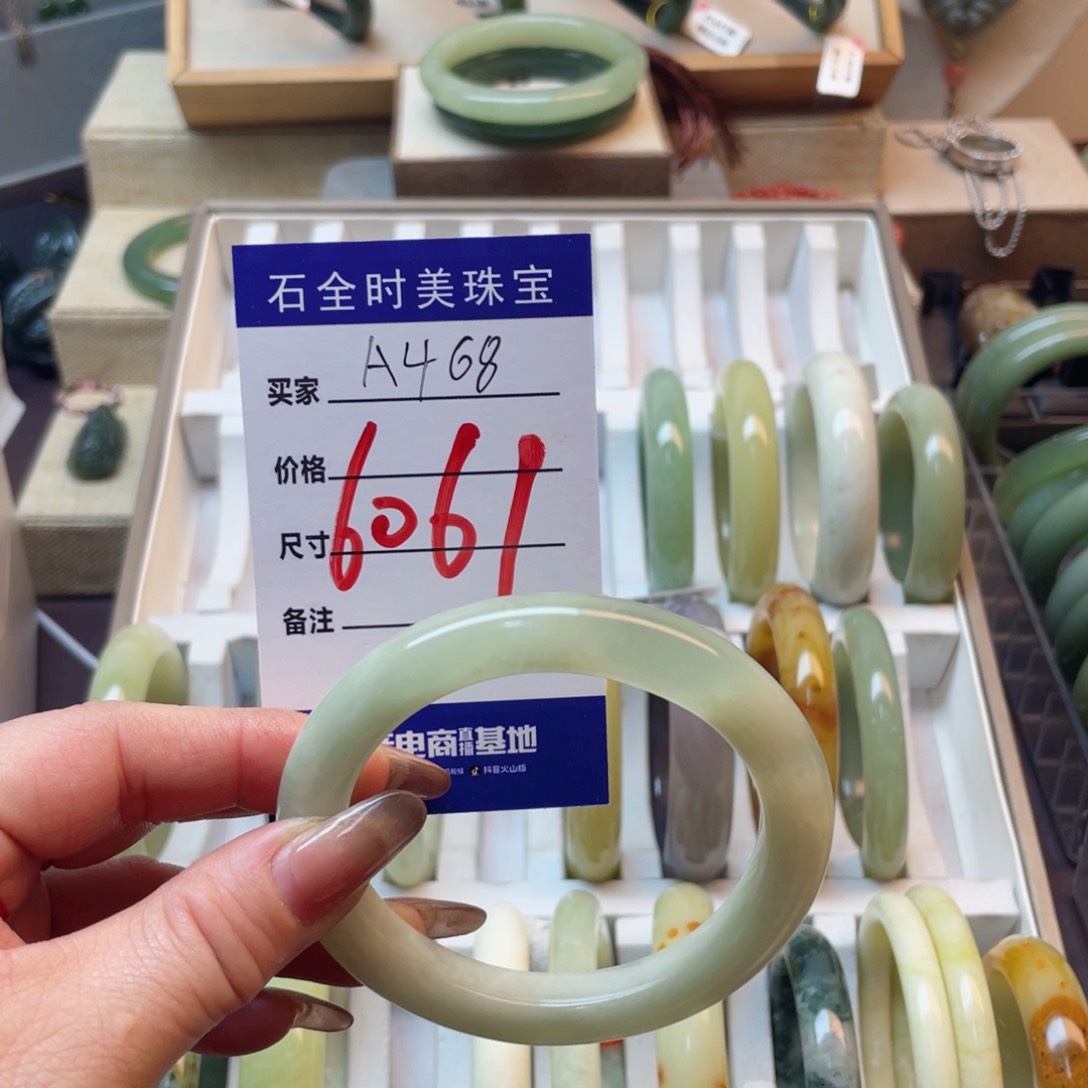 石全时美珠宝
买家 A468
价格
6061
尺寸
备注
电商直播基地
抖音火山版